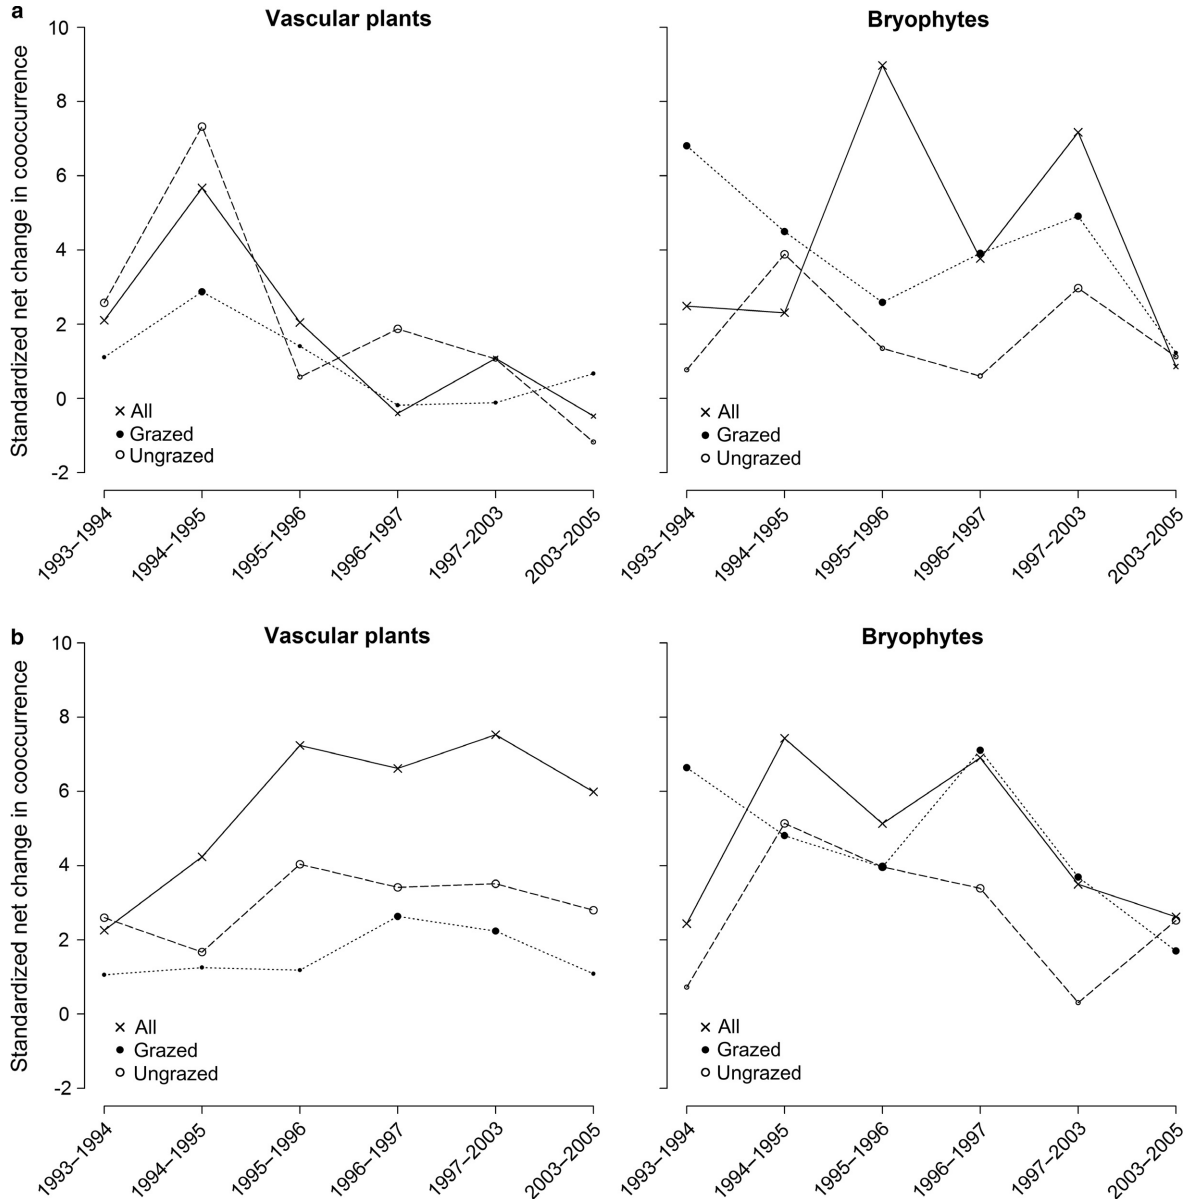 a
Vascular plants
Bryophytes
Standardized net change in cooccurrence
10
8
6
4
2
0
-2
× All
● Grazed
○ Ungrazed
× All
● Grazed
○ Ungrazed
1993–1994
1994–1995
1995–1996
1996–1997
1997–2003
2003–2005
1993–1994
1994–1995
1995–1996
1996–1997
1997–2003
2003–2005
b
Vascular plants
Bryophytes
Standardized net change in cooccurrence
10
8
6
4
2
0
-2
× All
● Grazed
○ Ungrazed
× All
● Grazed
○ Ungrazed
1993–1994
1994–1995
1995–1996
1996–1997
1997–2003
2003–2005
1993–1994
1994–1995
1995–1996
1996–1997
1997–2003
2003–2005